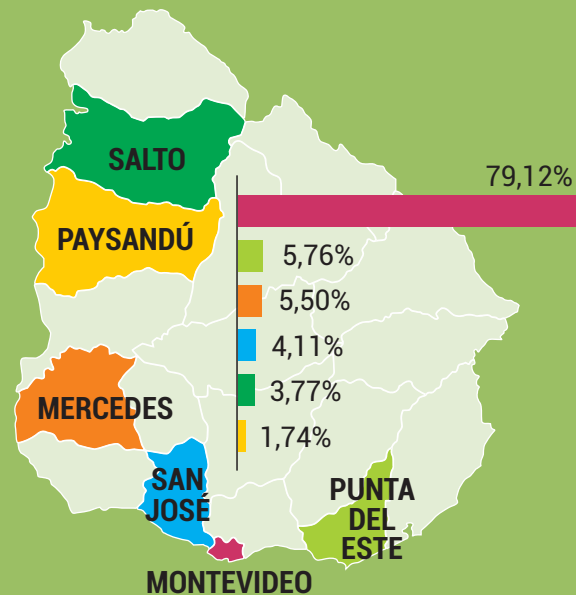 SALTO
79,12%
PAYSANDÚ
5,76%
5,50%
4,11%
3,77%
MERCEDES
1,74%
SAN
JOSÉ
PUNTA
DEL
ESTE
MONTEVIDEO